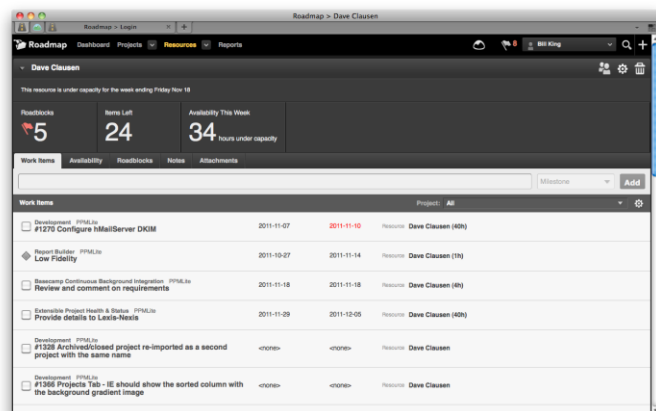 Roadmap > Dave Clausen
Roadmap > Login
Roadmap Dashboard Projects Resources Reports Bill King
Dave Clausen
This resource is under capacity for the week ending Friday Nov 18
Roadblocks Items Left Availability This Week
5 24 34 hours under capacity
Work Items Availability Roadblocks Notes Attachments
Milestone Add
Work Items Project: All
Development PPMLite
#1270 Configure hMailServer DKIM 2011-11-07 2011-11-10 Resource Dave Clausen (40h)
Report Builder PPMLite
Low Fidelity 2011-10-27 2011-11-14 Resource Dave Clausen (1h)
Basecamp Continuous Background Integration PPMLite
Review and comment on requirements 2011-11-18 2011-11-18 Resource Dave Clausen (4h)
Extensible Project Health & Status PPMLite
Provide details to Lexis-Nexis 2011-11-29 2011-12-05 Resource Dave Clausen (40h)
Development PPMLite
#1328 Archived/closed project re-imported as a second
project with the same name <none> <none> Resource Dave Clausen
Development PPMLite
#1366 Projects Tab - IE should show the sorted column with
the background gradient image <none> <none> Resource Dave Clausen